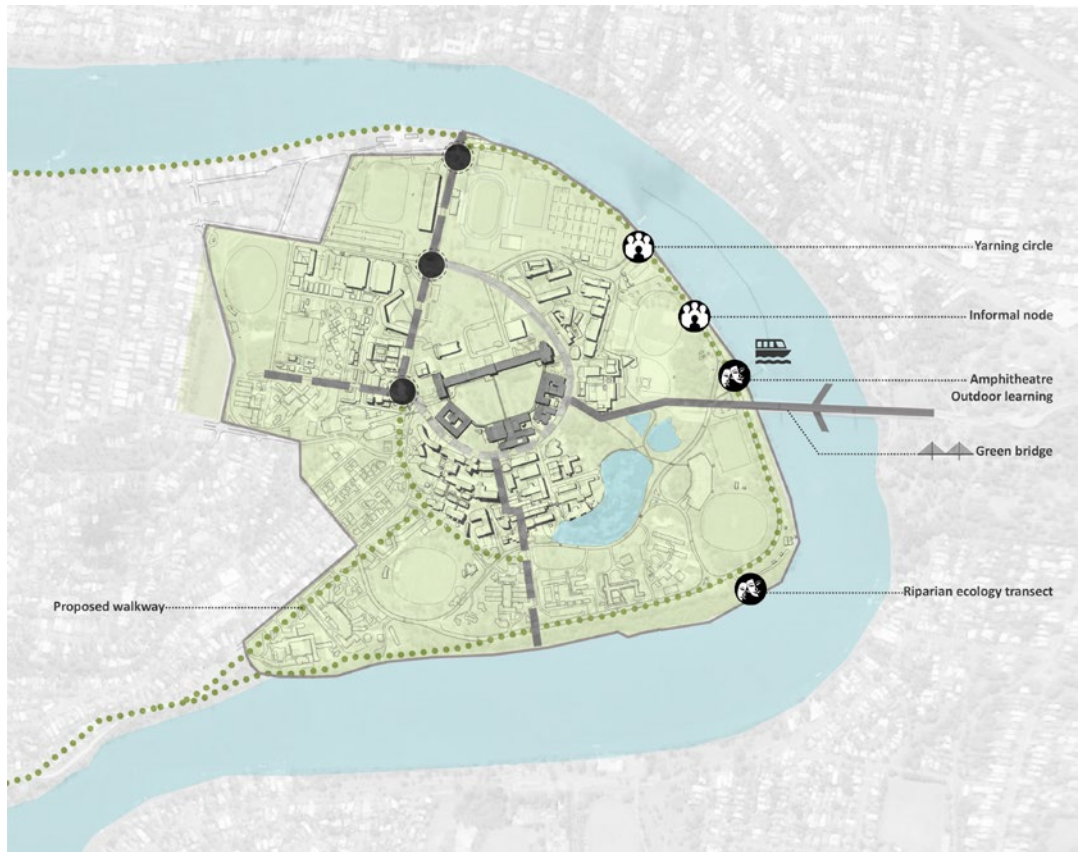 Yarning circle
Informal node
Amphitheatre
Outdoor learning
Green bridge
Riparian ecology transect
Proposed walkway